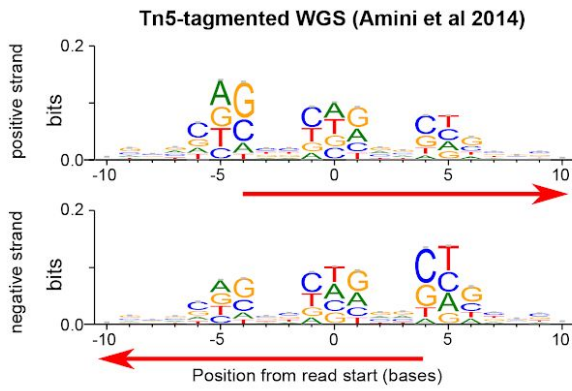 Tn5-tagmented WGS (Amini et al 2014)
positive strand
bits
0.2
0.0
-10 -5 0 5 10
negative strand
bits
0.2
0.0
-10 -5 0 5 10
Position from read start (bases)